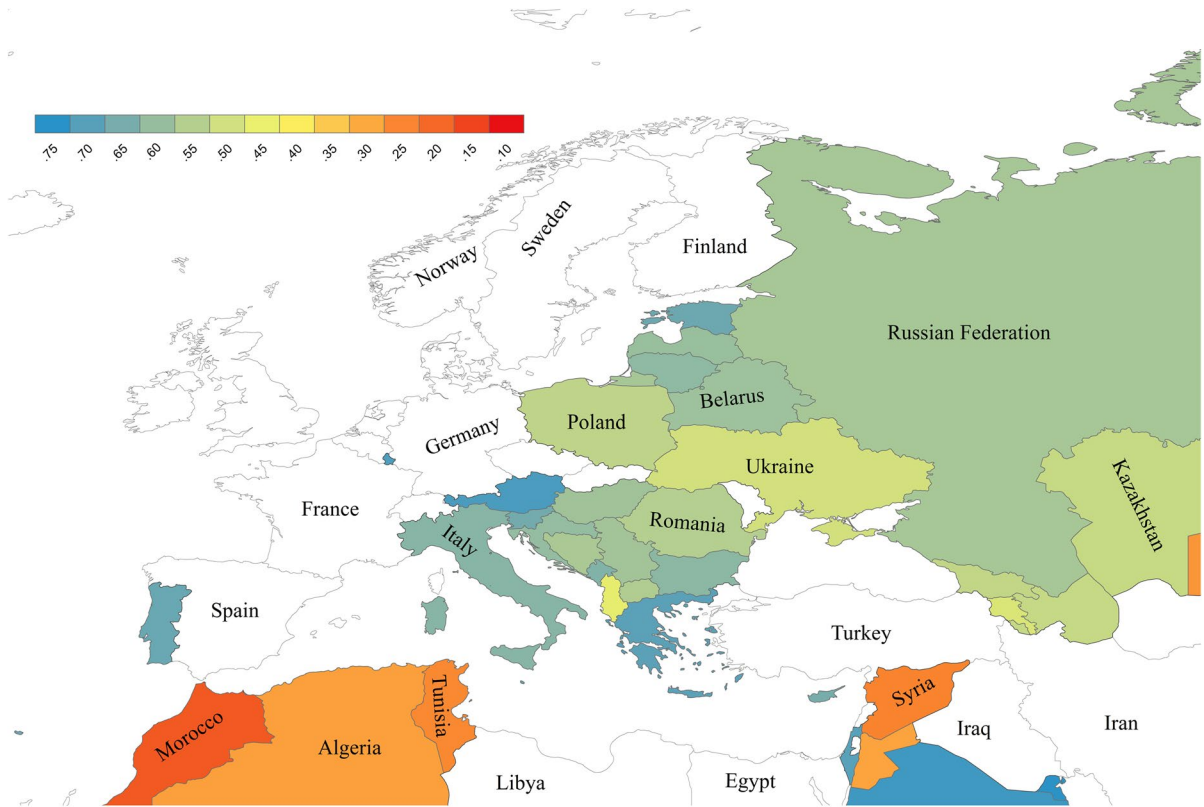 .75
.70
.65
.60
.55
.50
.45
.40
.35
.30
.25
.20
.15
.10
Norway
Sweden
Finland
Russian Federation
Belarus
Poland
Germany
Ukraine
Kazakhstan
France
Romania
Italy
Spain
Turkey
Morocco
Algeria
Tunisia
Syria
Iraq
Iran
Libya
Egypt